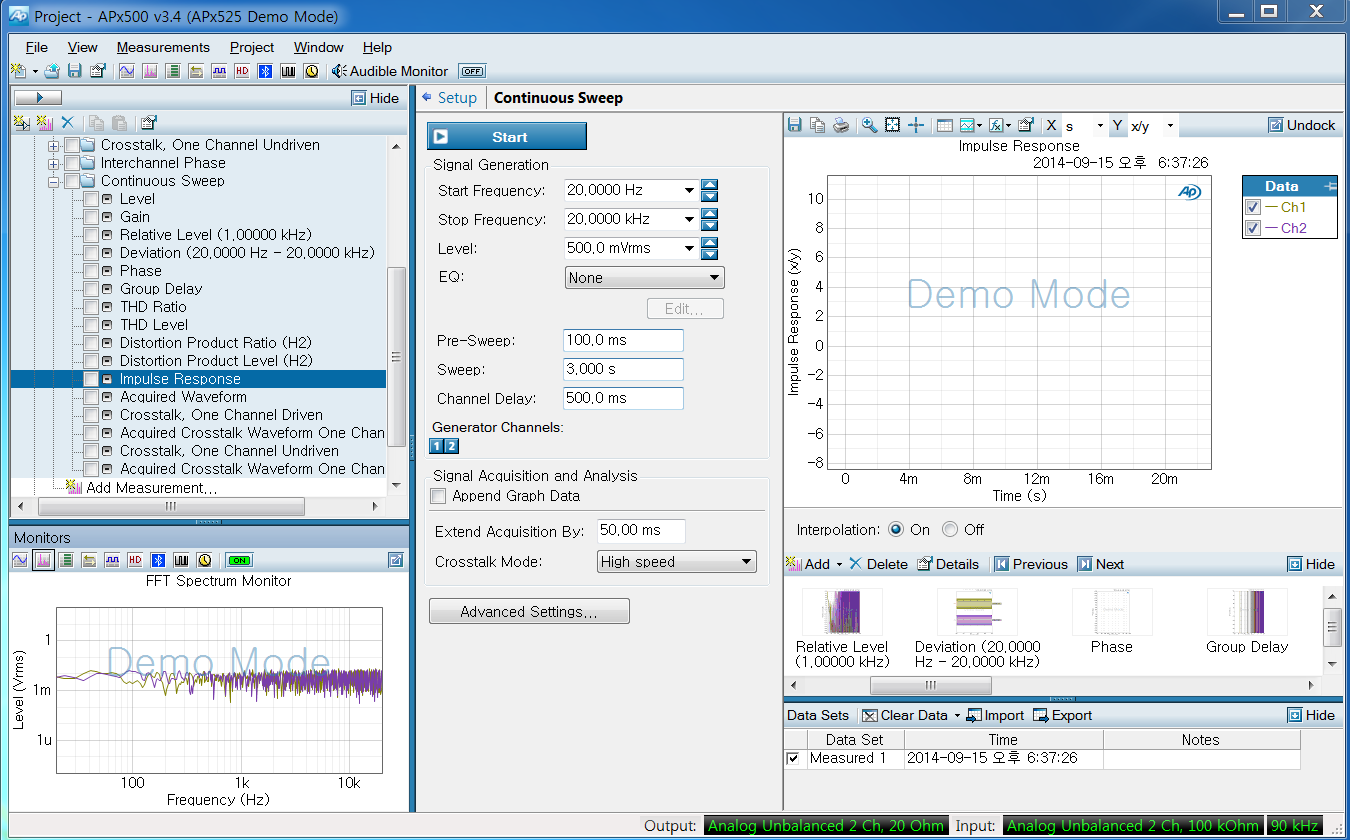 Project - APx500 v3.4 (APx525 Demo Mode)
File View Measurements Project Window Help
HD Audible Monitor OFF
Hide
Crosstalk, One Channel Undriven
Interchannel Phase
Continuous Sweep
Level
Gain
Relative Level (1,00000 kHz)
Deviation (20,0000 Hz - 20,0000 kHz)
Phase
Group Delay
THD Ratio
THD Level
Distortion Product Ratio (H2)
Distortion Product Level (H2)
Impulse Response
Acquired Waveform
Crosstalk, One Channel Driven
Acquired Crosstalk Waveform One Chan
Crosstalk, One Channel Undriven
Acquired Crosstalk Waveform One Chan
Add Measurement...
Monitors
HD ON
FFT Spectrum Monitor
Demo Mode
Level (Vrms)
1
1m
1u
100 1k 10k
Frequency (Hz)
Setup Continuous Sweep
Start
Signal Generation
Start Frequency: 20,0000 Hz
Stop Frequency: 20,0000 kHz
Level: 500,0 mVrms
EQ: None
Edit...
Pre-Sweep: 100,0 ms
Sweep: 3,000 s
Channel Delay: 500,0 ms
Generator Channels:
1 2
Signal Acquisition and Analysis
Append Graph Data
Extend Acquisition By: 50,00 ms
Crosstalk Mode: High speed
Advanced Settings...
X s Y x/y Undock
Impulse Response
2014-09-15 오후 6:37:26
AP
Data
Ch1
Ch2
Demo Mode
Impulse Response (x/y)
10
8
6
4
2
0
-2
-4
-6
-8
0 4m 8m 12m 16m 20m
Time (s)
Interpolation: On Off
Add Delete Details Previous Next Hide
Relative Level (1,00000 kHz)
Deviation (20,0000 Hz - 20,0000 kHz)
Phase
Group Delay
Data Sets Clear Data Import Export Hide
Data Set Time Notes
Measured 1 2014-09-15 오후 6:37:26
Output: Analog Unbalanced 2 Ch, 20 Ohm Input: Analog Unbalanced 2 Ch, 100 kOhm 90 kHz